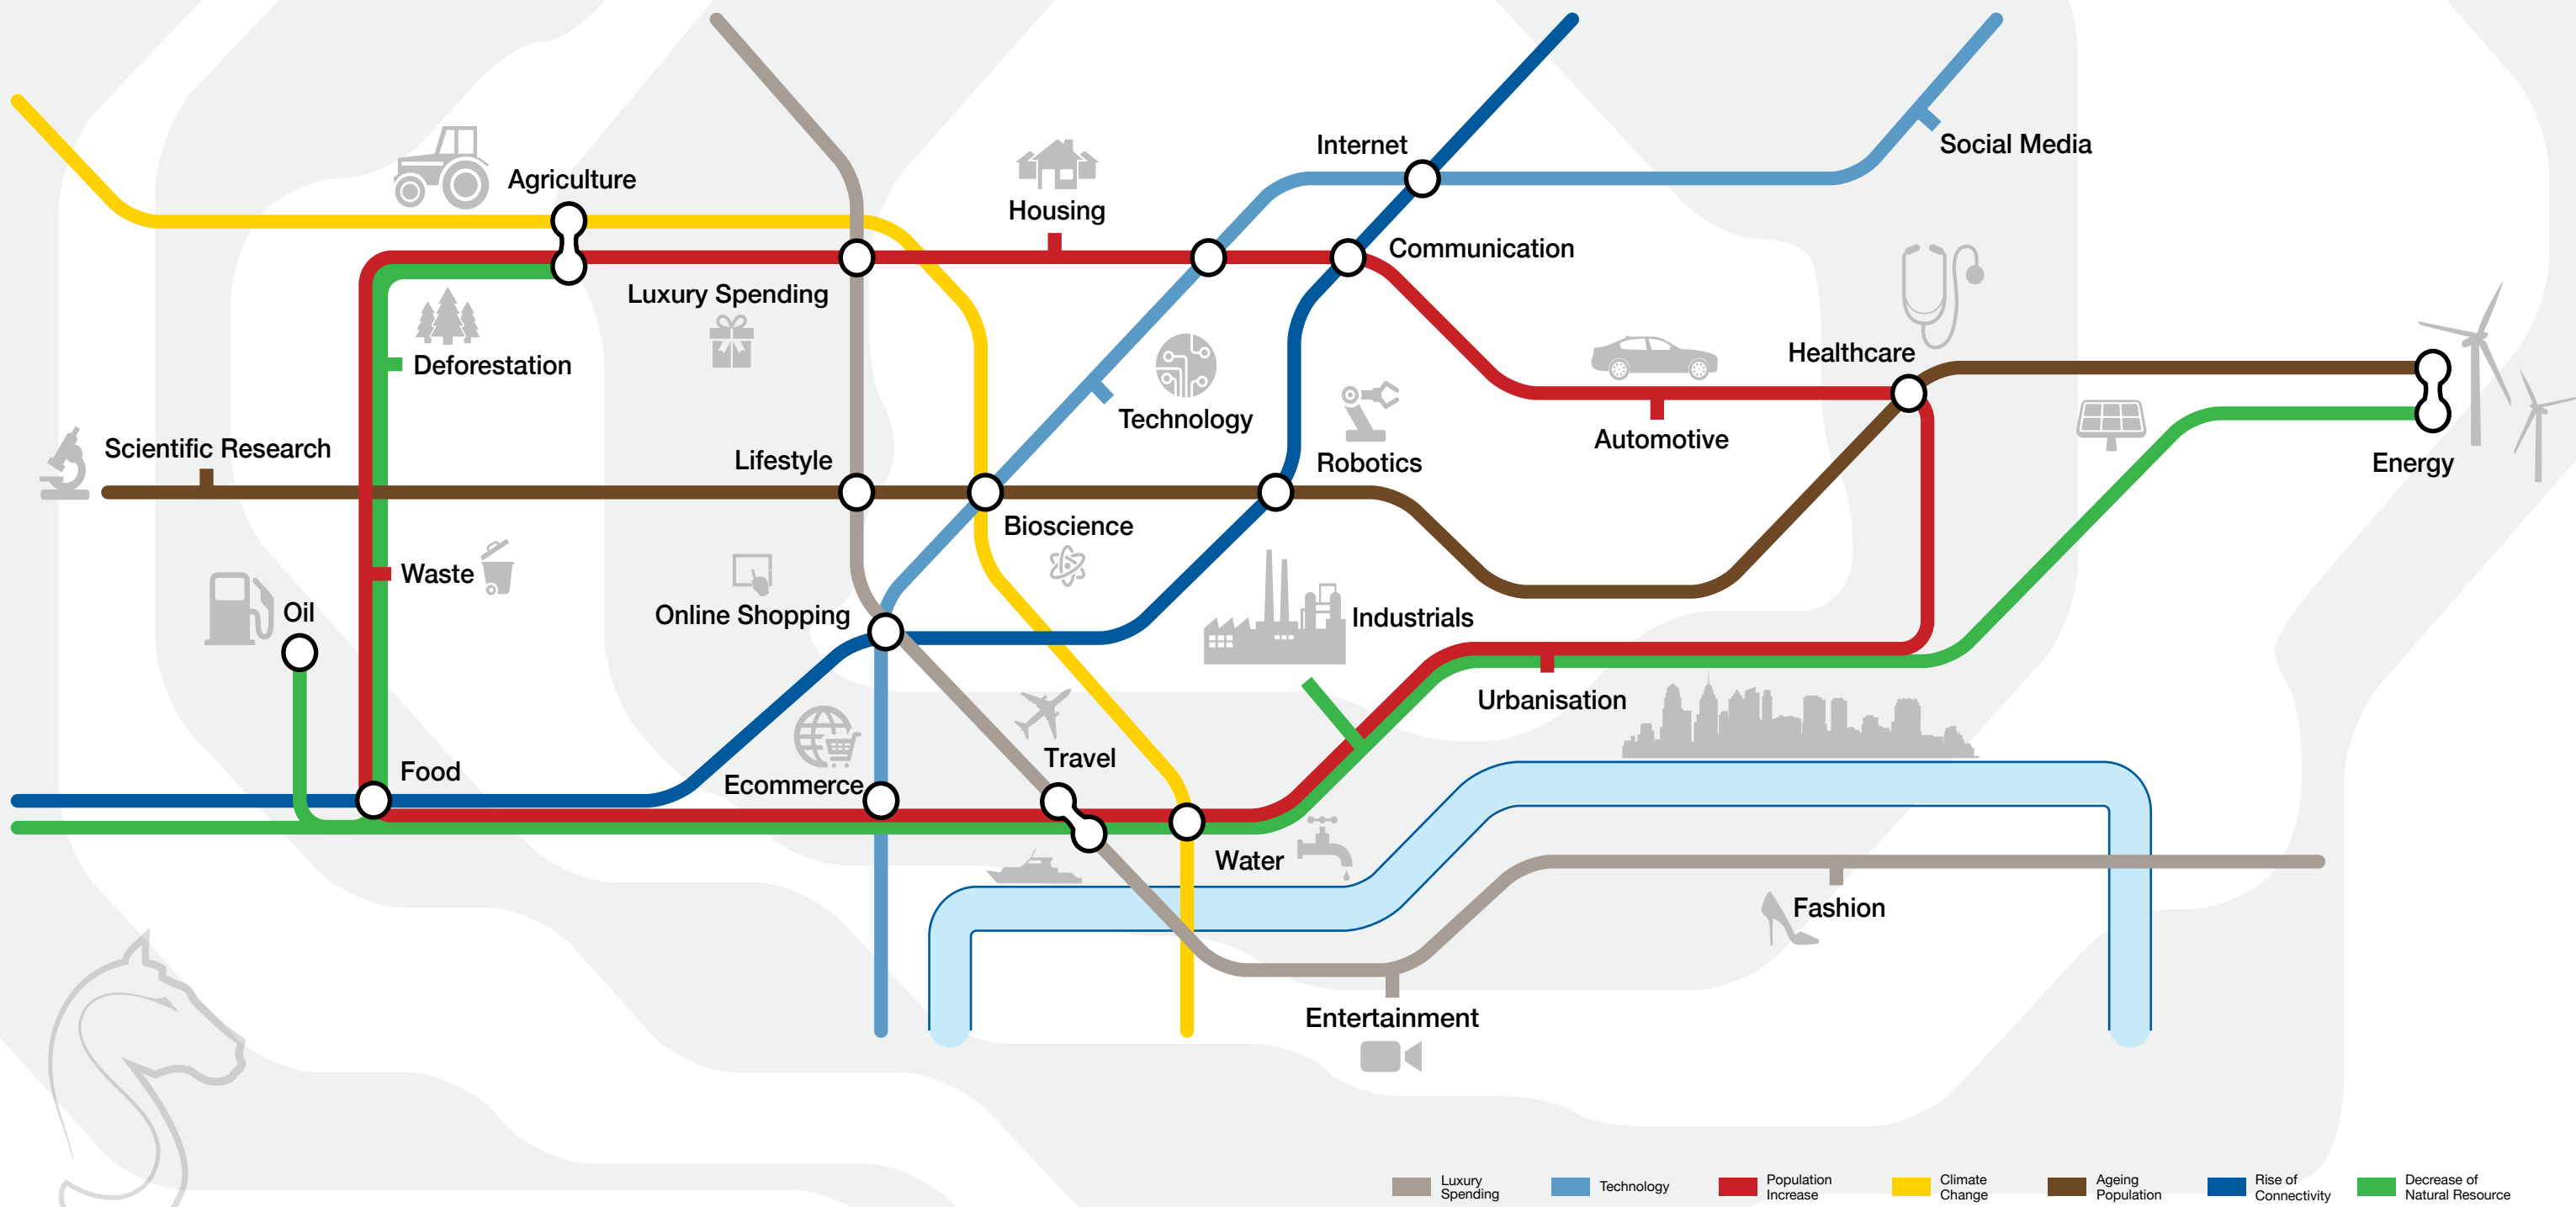 Internet
Social Media
Agriculture
Housing
Communication
Luxury Spending
Healthcare
Deforestation
Technology
Automotive
Scientific Research
Lifestyle
Robotics
Energy
Bioscience
Waste
Oil
Online Shopping
Industrials
Urbanisation
Travel
Food
Ecommerce
Water
Fashion
Entertainment
Luxury
Spending
Technology
Population
Increase
Climate
Change
Ageing
Population
Rise of
Connectivity
Decrease of
Natural Resource